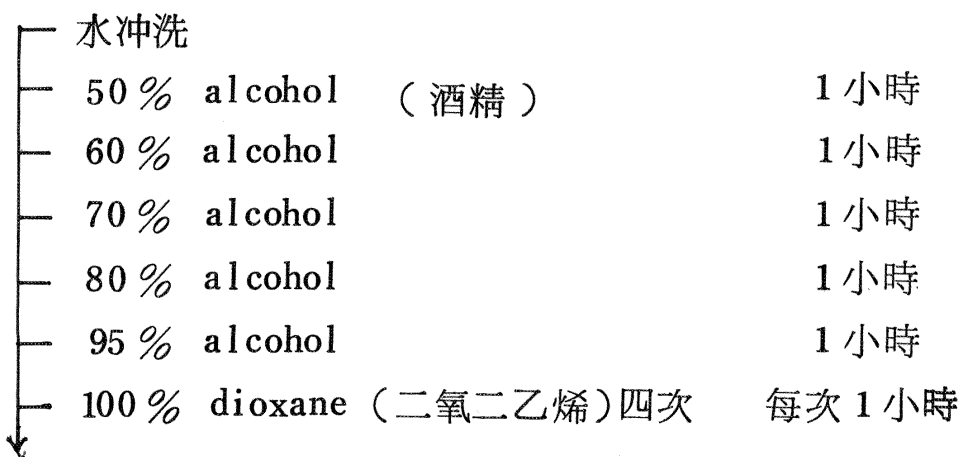 水冲洗
50% alcohol （酒精） 1小時
60% alcohol 1小時
70% alcohol 1小時
80% alcohol 1小時
95% alcohol 1小時
100% dioxane（二氧二乙烯）四次 每次1小時